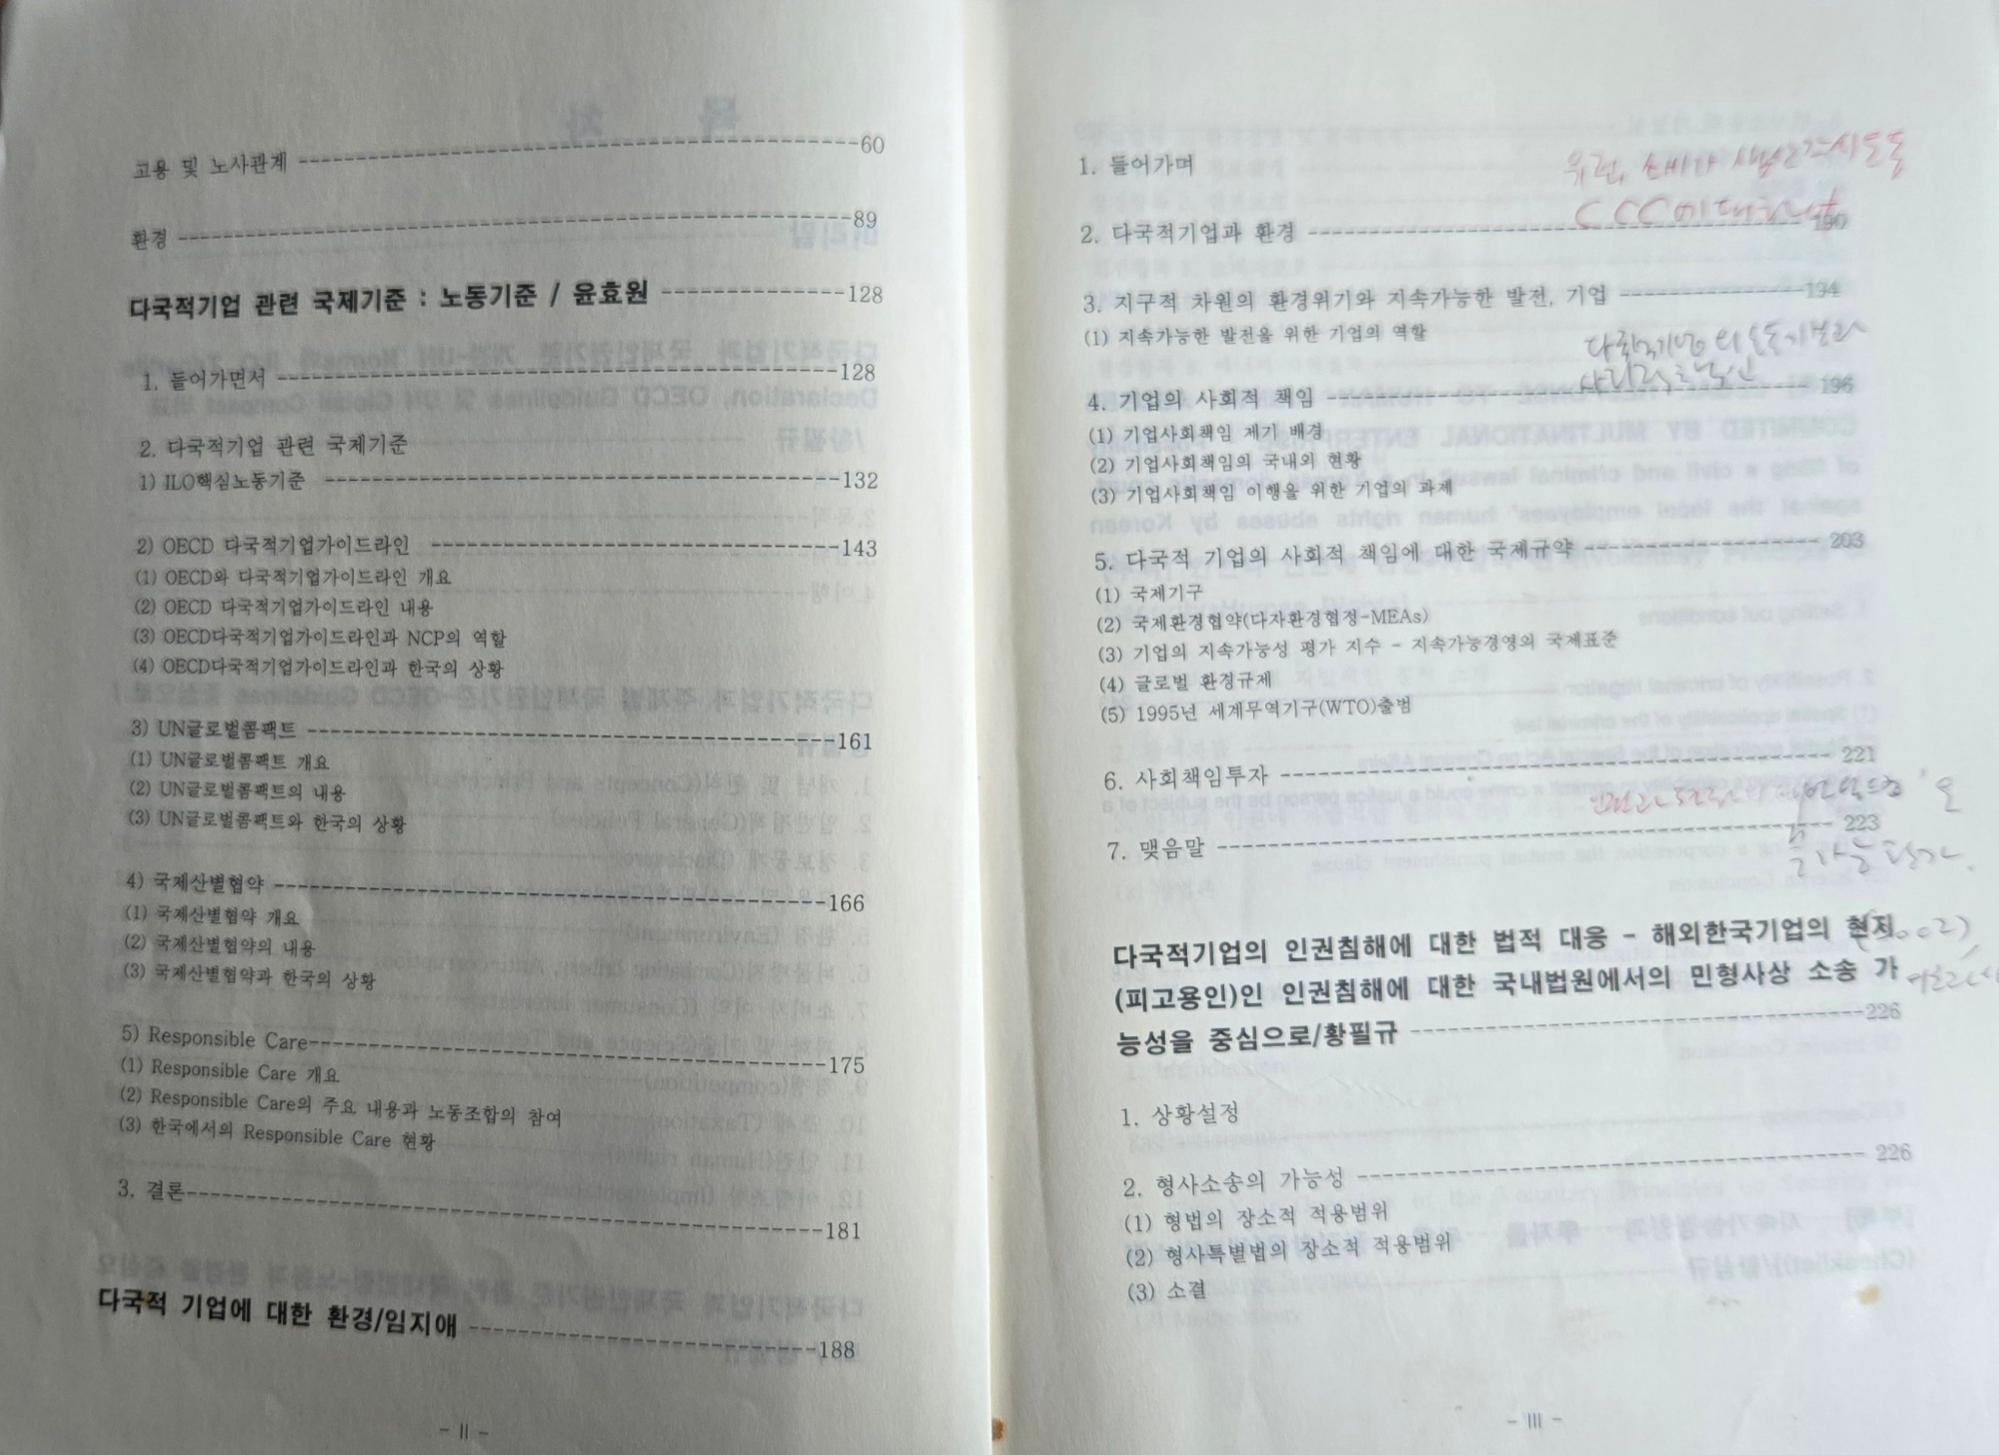 고용 및 노사관계 ---60
환경 ---89
다국적기업 관련 국제기준 : 노동기준 / 윤효원 ---128
1. 들어가면서 ---128
2. 다국적기업 관련 국제기준
1) ILO핵심노동기준 ---132
2) OECD 다국적기업가이드라인 ---143
(1) OECD와 다국적기업가이드라인 개요
(2) OECD 다국적기업가이드라인 내용
(3) OECD다국적기업가이드라인과 NCP의 역할
(4) OECD다국적기업가이드라인과 한국의 상황
3) UN글로벌콤팩트 ---161
(1) UN글로벌콤팩트 개요
(2) UN글로벌콤팩트의 내용
(3) UN글로벌콤팩트와 한국의 상황
4) 국제산별협약 ---166
(1) 국제산별협약 개요
(2) 국제산별협약의 내용
(3) 국제산별협약과 한국의 상황
5) Responsible Care---175
(1) Responsible Care 개요
(2) Responsible Care의 주요 내용과 노동조합의 참여
(3) 한국에서의 Responsible Care 현황
3. 결론---181
다국적 기업에 대한 환경/임지애 ---188
- II -
1. 들어가며
2. 다국적기업과 환경 ---190
3. 지구적 차원의 환경위기와 지속가능한 발전, 기업 ---194
(1) 지속가능한 발전을 위한 기업의 역할
4. 기업의 사회적 책임 ---196
(1) 기업사회책임 제기 배경
(2) 기업사회책임의 국내외 현황
(3) 기업사회책임 이행을 위한 기업의 과제
5. 다국적 기업의 사회적 책임에 대한 국제규약 --- 203
(1) 국제기구
(2) 국제환경협약(다자환경협정-MEAs)
(3) 기업의 지속가능성 평가 지수 - 지속가능경영의 국제표준
(4) 글로벌 환경규제
(5) 1995년 세계무역기구(WTO)출범
6. 사회책임투자 --- 221
7. 맺음말 --- 223
다국적기업의 인권침해에 대한 법적 대응 - 해외한국기업의 현지
(피고용인)인 인권침해에 대한 국내법원에서의 민형사상 소송 가
능성을 중심으로/황필규 ---226
1. 상황설정
2. 형사소송의 가능성 --- 226
(1) 형법의 장소적 적용범위
(2) 형사특별법의 장소적 적용범위
(3) 소결
- III -